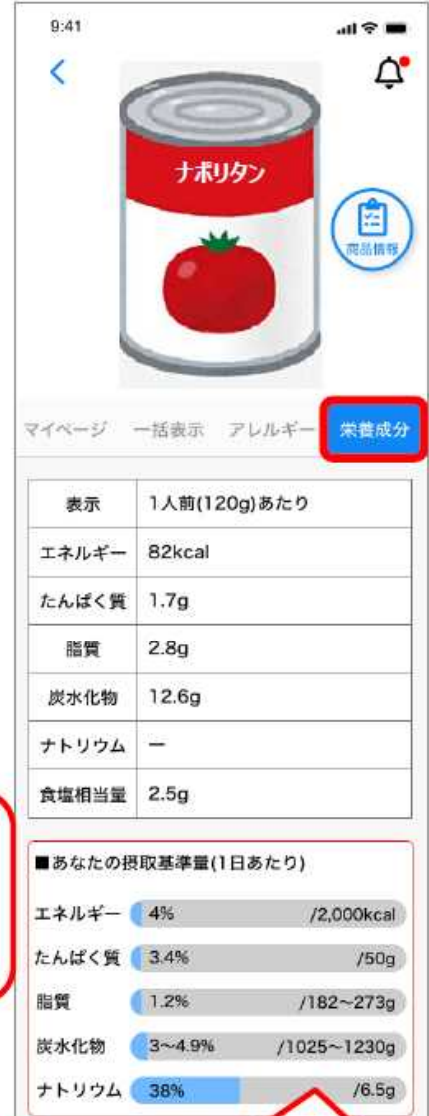 9:41
ナポリタン
商品情報
マイページ 一括表示 アレルギー 栄養成分
表示 1人前(120g)あたり
エネルギー 82kcal
たんぱく質 1.7g
脂質 2.8g
炭水化物 12.6g
ナトリウム ー
食塩相当量 2.5g
■あなたの摂取基準量(1日あたり)
エネルギー 4% /2,000kcal
たんぱく質 3.4% /50g
脂質 1.2% /182〜273g
炭水化物 3〜4.9% /1025〜1230g
ナトリウム 38% /6.5g